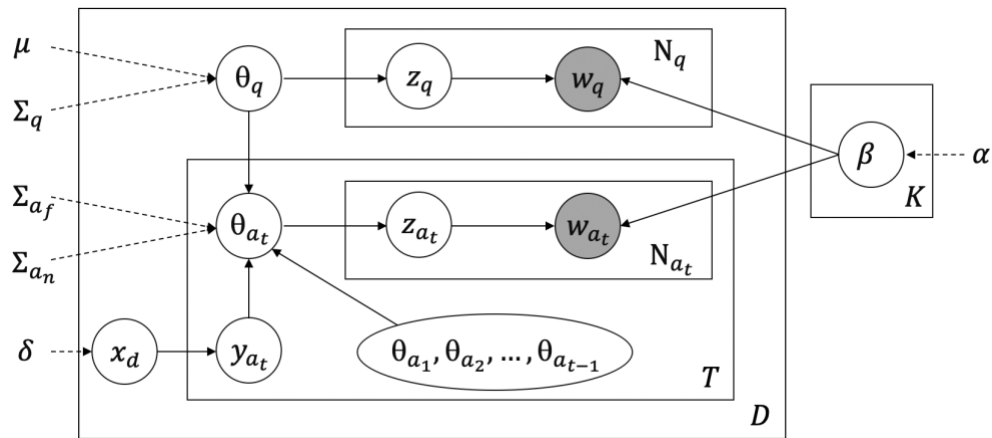 μ
Σ_q
θ_q
z_q
w_q
N_q
β
K
α
Σ_{a_f}
Σ_{a_n}
θ_{a_t}
z_{a_t}
w_{a_t}
N_{a_t}
δ
x_d
y_{a_t}
θ_{a_1}, θ_{a_2}, …, θ_{a_{t−1}}
T
D